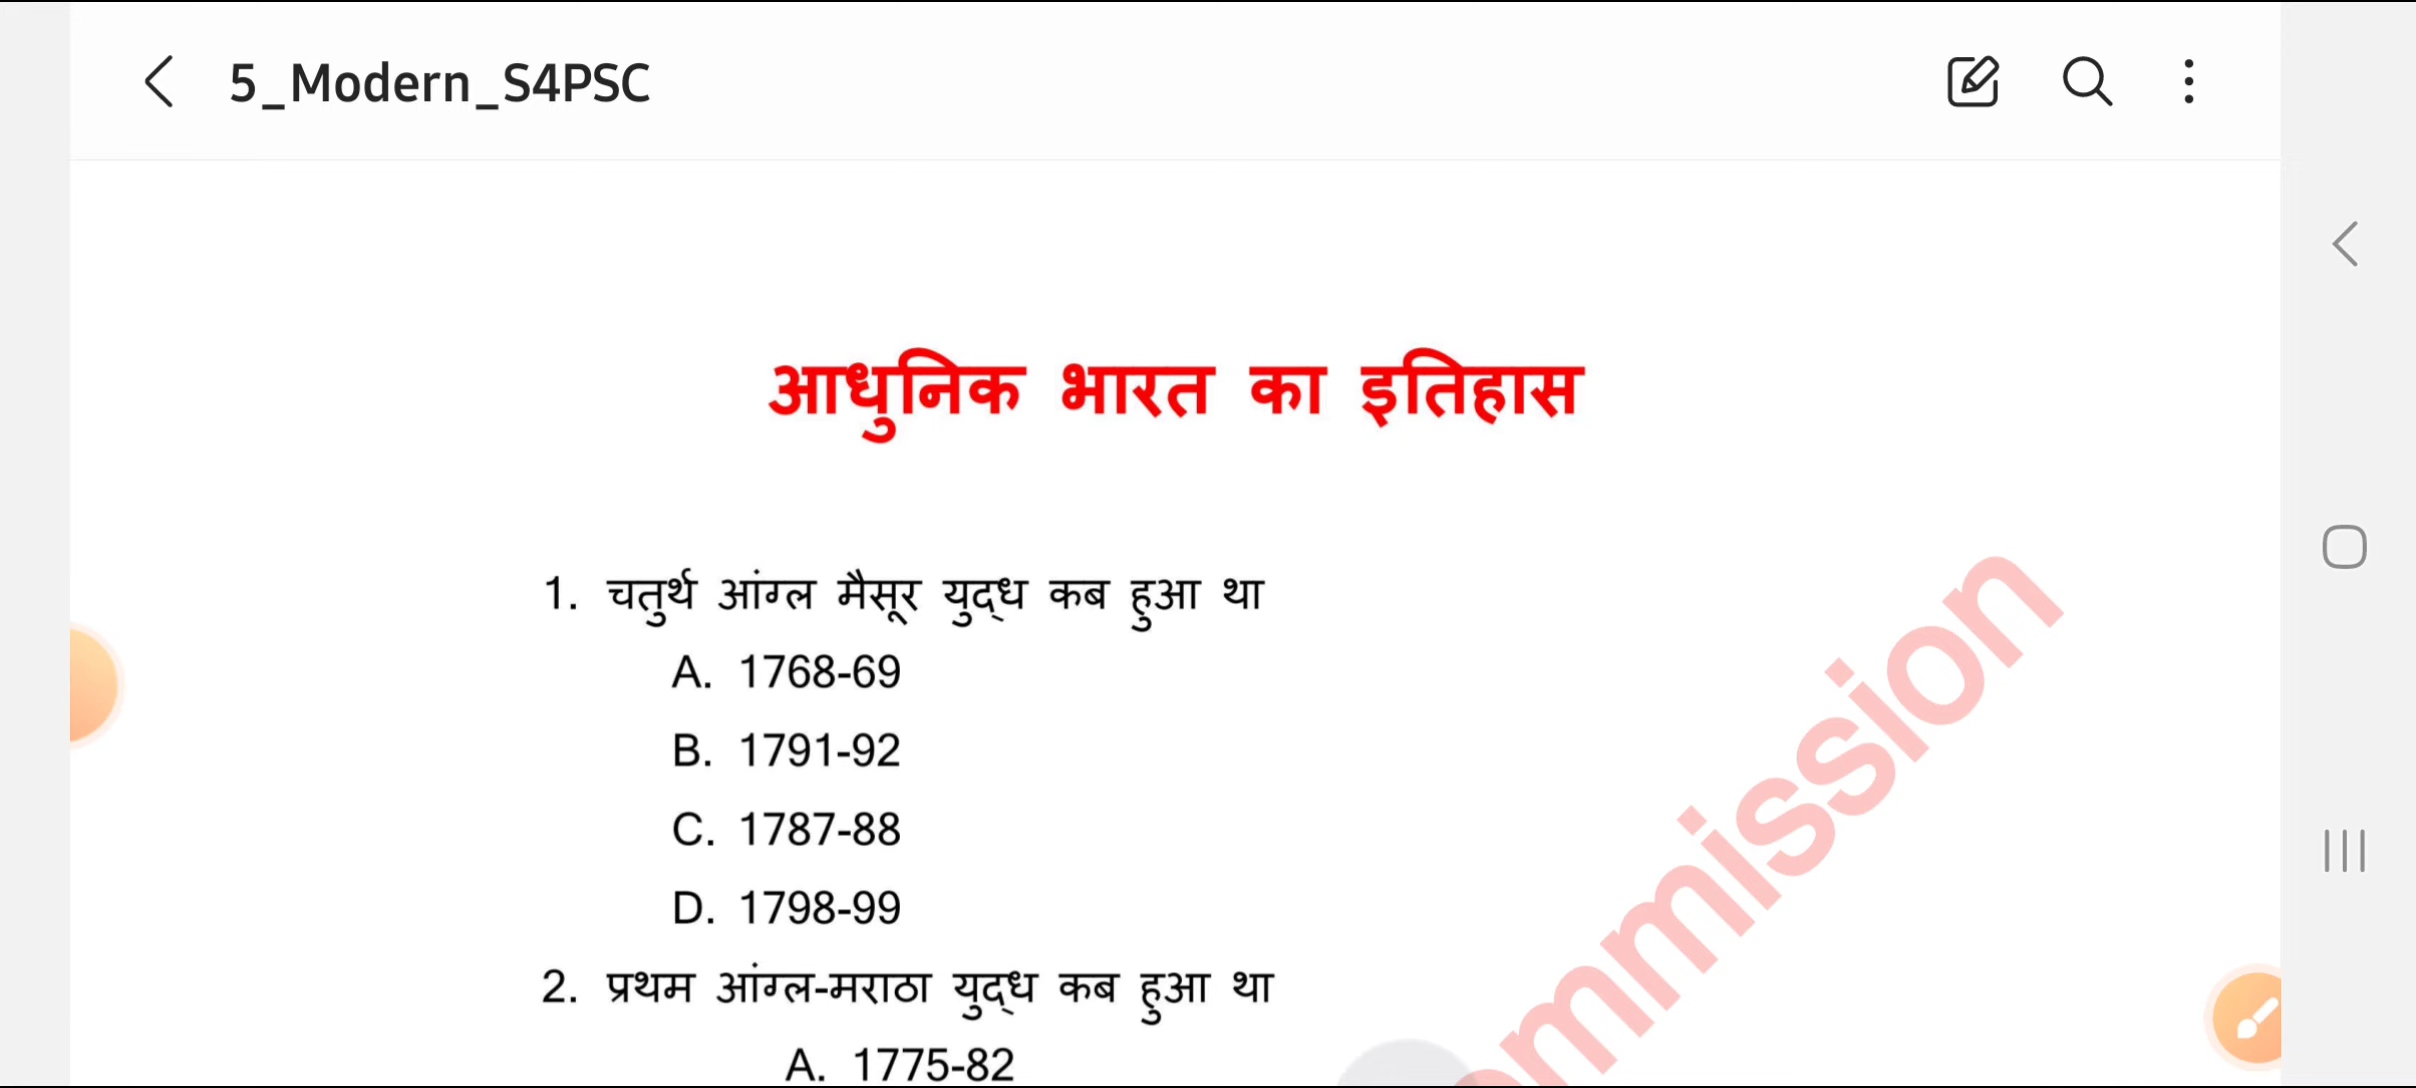 5_Modern_S4PSC
आधुनिक भारत का इतिहास
1. चतुर्थ आंग्ल मैसूर युद्ध कब हुआ था
A. 1768-69
B. 1791-92
C. 1787-88
D. 1798-99
2. प्रथम आंग्ल-मराठा युद्ध कब हुआ था
A. 1775-82
mmission